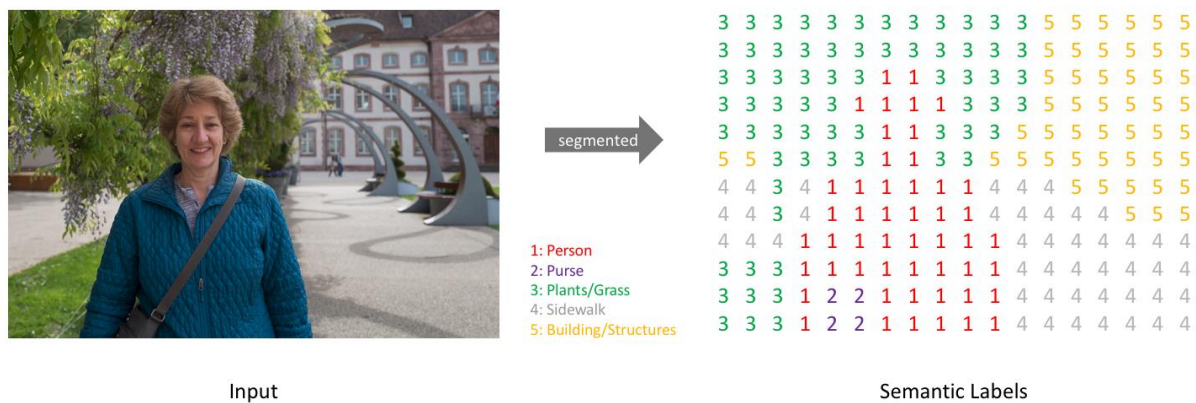 3 3 3 3 3 3 3 3 3 3 3 3 5 5 5 5 5 5
3 3 3 3 3 3 3 3 3 3 3 3 5 5 5 5 5 5
3 3 3 3 3 3 1 1 3 3 3 3 5 5 5 5 5 5
3 3 3 3 3 1 1 1 1 3 3 3 5 5 5 5 5 5
3 3 3 3 3 3 1 1 3 3 3 5 5 5 5 5 5 5
5 5 3 3 3 3 1 1 3 3 5 5 5 5 5 5 5 5
4 4 3 4 1 1 1 1 1 1 4 4 4 5 5 5 5 5
4 4 3 4 1 1 1 1 1 1 4 4 4 4 4 5 5 5
4 4 4 1 1 1 1 1 1 1 1 4 4 4 4 4 4 4
3 3 3 1 1 1 1 1 1 1 1 4 4 4 4 4 4 4
3 3 3 1 2 2 1 1 1 1 1 4 4 4 4 4 4 4
3 3 3 1 2 2 1 1 1 1 1 4 4 4 4 4 4 4
segmented
1: Person
2: Purse
3: Plants/Grass
4: Sidewalk
5: Building/Structures
Input
Semantic Labels